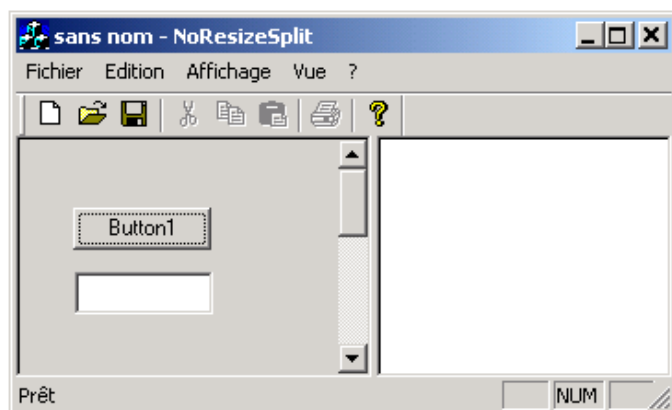 sans nom - NoResizeSplit
Fichier Edition Affichage Vue ?
Button1
Prêt NUM